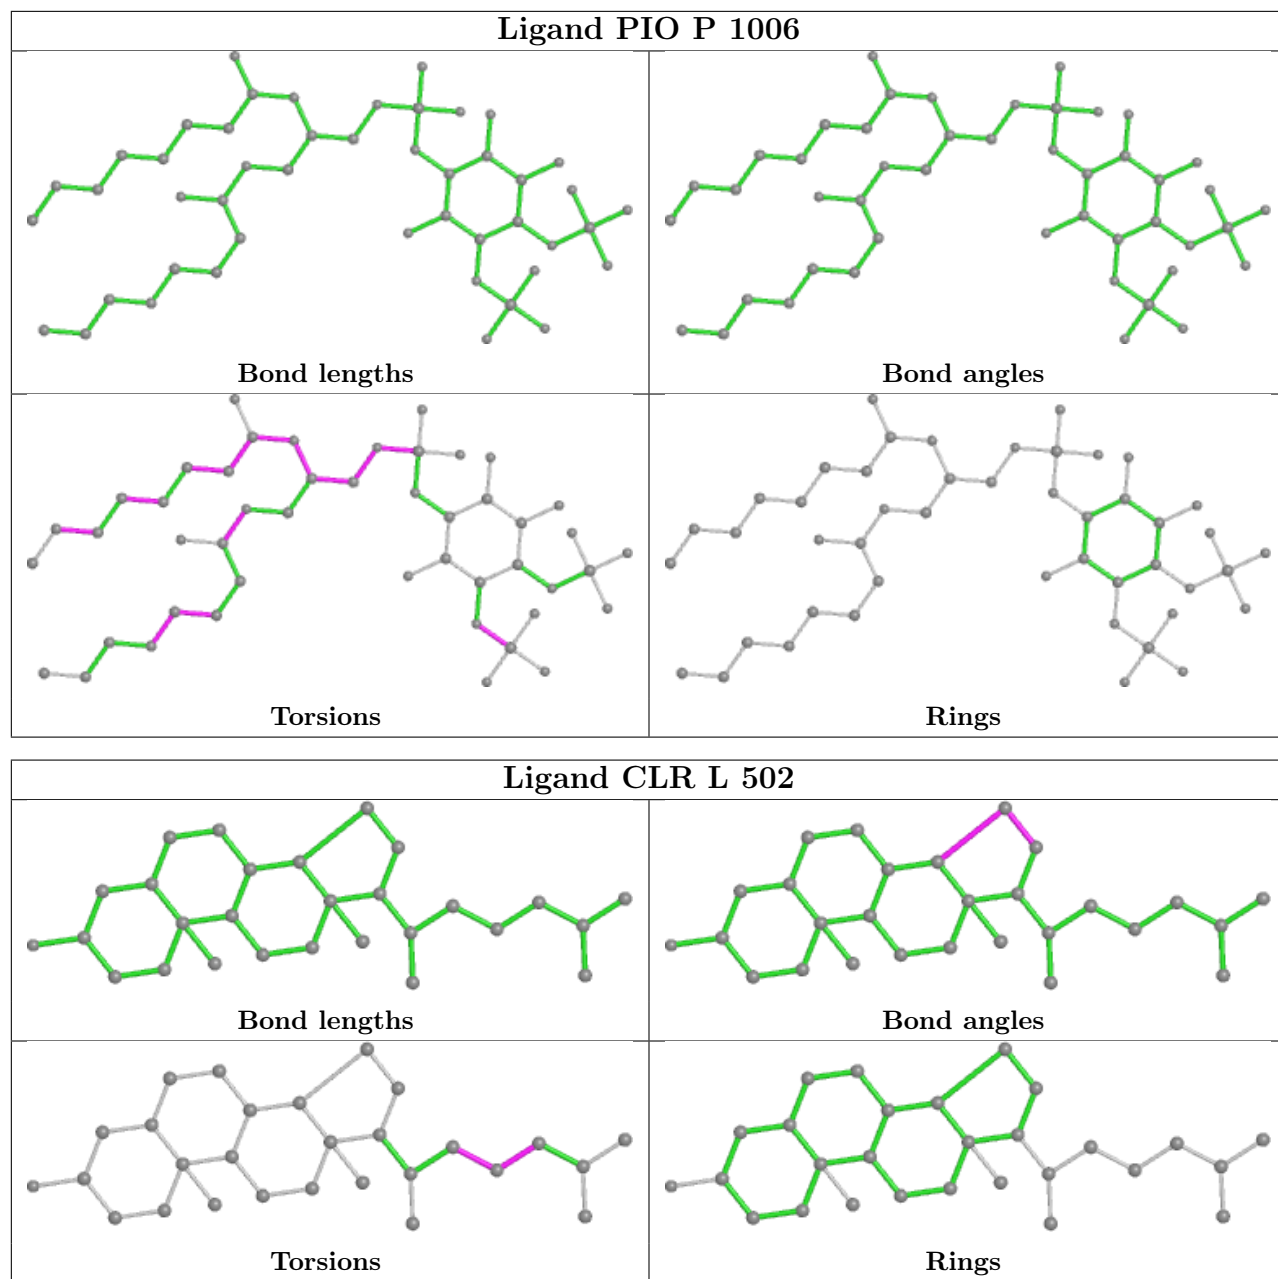 Ligand PIO P 1006
Bond lengths
Bond angles
Torsions
Rings
Ligand CLR L 502
Bond lengths
Bond angles
Torsions
Rings